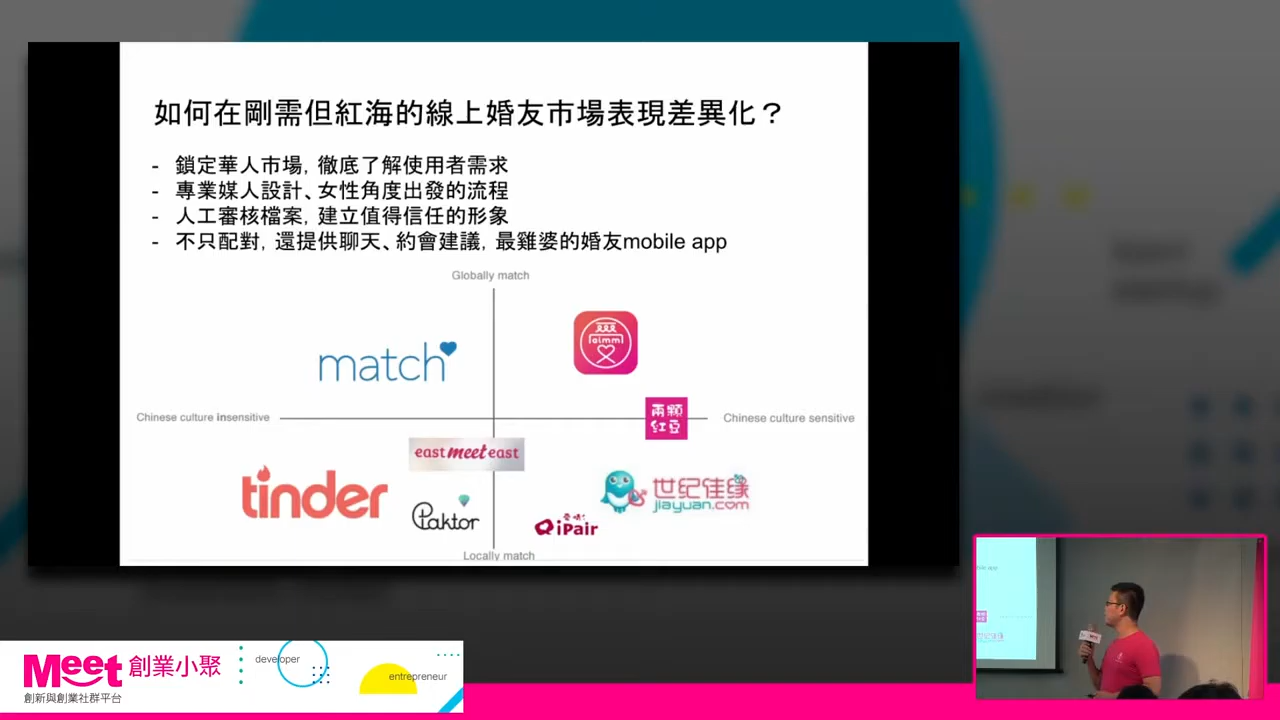 如何在剛需但紅海的線上婚友市場表現差異化？
- 鎖定華人市場, 徹底了解使用者需求
- 專業媒人設計、女性角度出發的流程
- 人工審核檔案, 建立值得信任的形象
- 不只配對, 還提供聊天、約會建議, 最雞婆的婚友mobile app
Globally match
match
Chinese culture insensitive
兩顆
紅豆
Chinese culture sensitive
east meet east
tinder
Paktor
iPair
世纪佳缘
jiayuan.com
Locally match
Meet 創業小聚
創新與創業社群平台
developer
entrepreneur